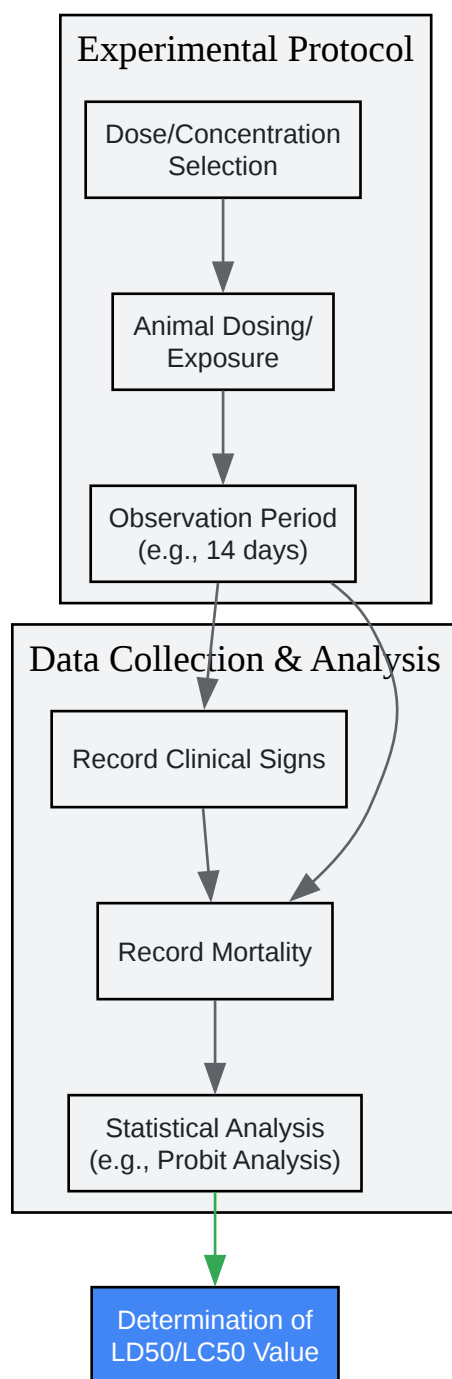 Experimental Protocol
Dose/Concentration
Selection
Animal Dosing/
Exposure
Observation Period
(e.g., 14 days)
Data Collection & Analysis
Record Clinical Signs
Record Mortality
Statistical Analysis
(e.g., Probit Analysis)
Determination of
LD50/LC50 Value